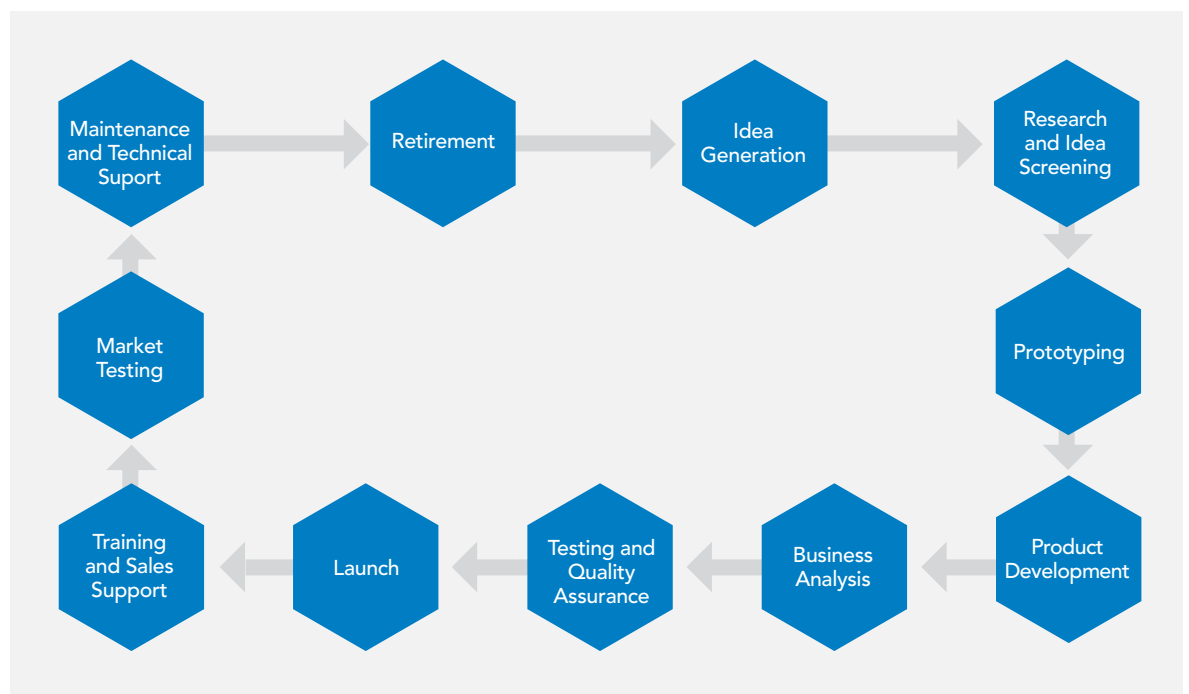 Maintenance
and Technical
Suport
Retirement
Idea
Generation
Research
and Idea
Screening
Market
Testing
Prototyping
Training
and Sales
Support
Launch
Testing and
Quality
Assurance
Business
Analysis
Product
Development